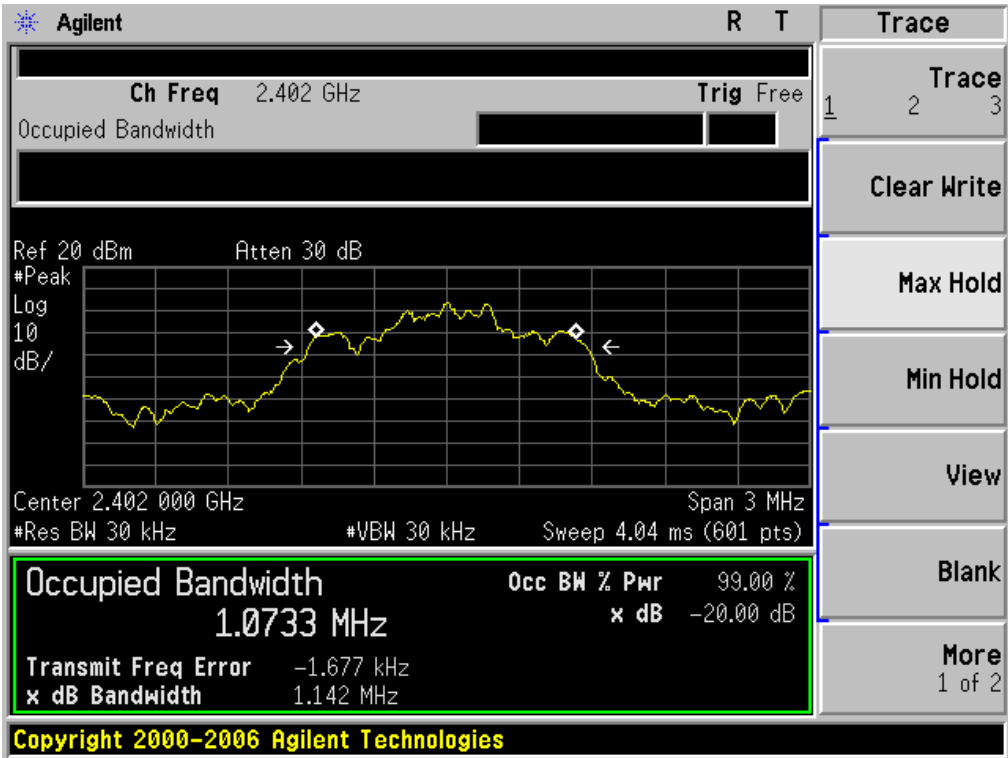 Agilent R T
Trace
Ch Freq 2.402 GHz Trig Free
Occupied Bandwidth
Trace
1 2 3
Clear Write
Max Hold
Min Hold
View
Blank
More
1 of 2
Ref 20 dBm Atten 30 dB
#Peak
Log
10
dB/
Center 2.402 000 GHz Span 3 MHz
#Res BW 30 kHz #VBW 30 kHz Sweep 4.04 ms (601 pts)
Occupied Bandwidth Occ BW % Pwr 99.00 %
1.0733 MHz x dB -20.00 dB
Transmit Freq Error -1.677 kHz
x dB Bandwidth 1.142 MHz
Copyright 2000-2006 Agilent Technologies